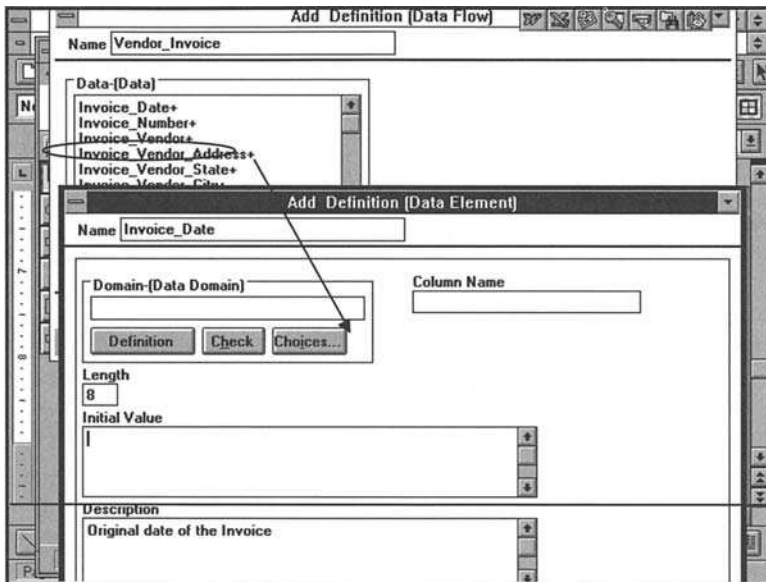 Add Definition (Data Flow)
Name Vendor_Invoice
Data-(Data)
Invoice_Date+
Invoice_Number+
Invoice_Vendor+
Invoice_Vendor_Address+
Invoice_Vendor_State+
Invoice_Vendor_City+
Add Definition (Data Element)
Name Invoice_Date
Domain-(Data Domain)
Column Name
Definition Check Choices...
Length
8
Initial Value
Description
Original date of the Invoice